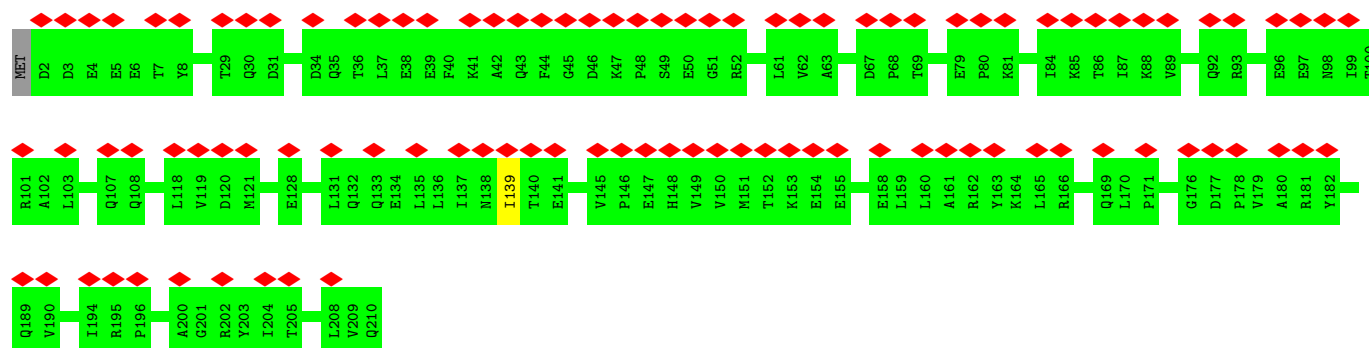 MET D2 D3 E4 E5 E6 T7 Y8 T29 Q30 D31 D34 Q35 T36 L37 E38 E39 F40 K41 A42 Q43 F44 G45 D46 K47 P48 S49 E50 G51 R52 L61 V62 A63 D67 P68 T69 E79 P80 K81 I84 K85 T86 I87 K88 V89 Q92 R93 E96 E97 N98 I99 T100
R101 A102 L103 Q107 Q108 L118 V119 D120 M121 E128 L131 Q132 Q133 E134 L135 L136 I137 N138 I139 T140 E141 V145 P146 E147 H148 V149 V150 M151 T152 K153 E154 E155 E158 L159 L160 A161 R162 Y163 K164 L165 R166 Q169 L170 P171 G176 D177 P178 V179 A180 R181 Y182
Q189 V190 I194 R195 P196 A200 G201 R202 Y203 I204 T205 L208 V209 Q210